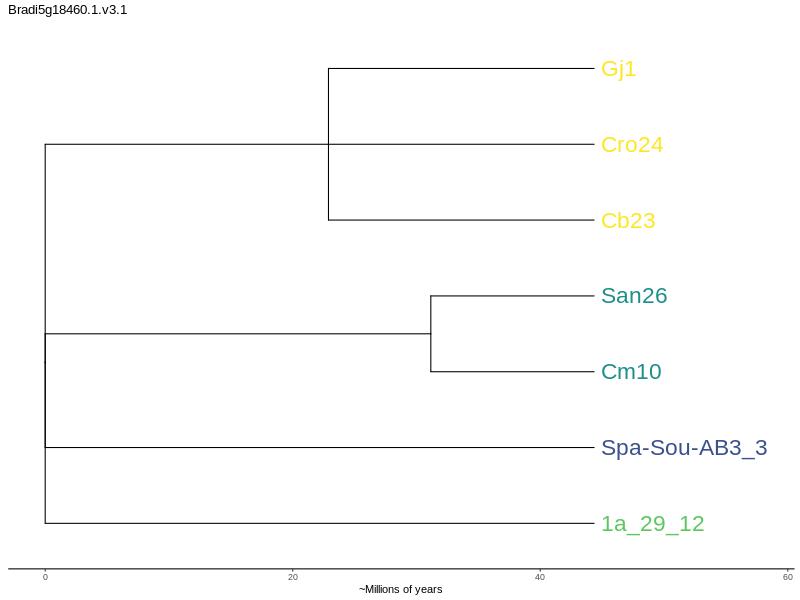 Bradi5g18460.1.v3.1
Gj1
Cro24
Cb23
San26
Cm10
Spa-Sou-AB3_3
1a_29_12
0 20 40 60
~Millions of years